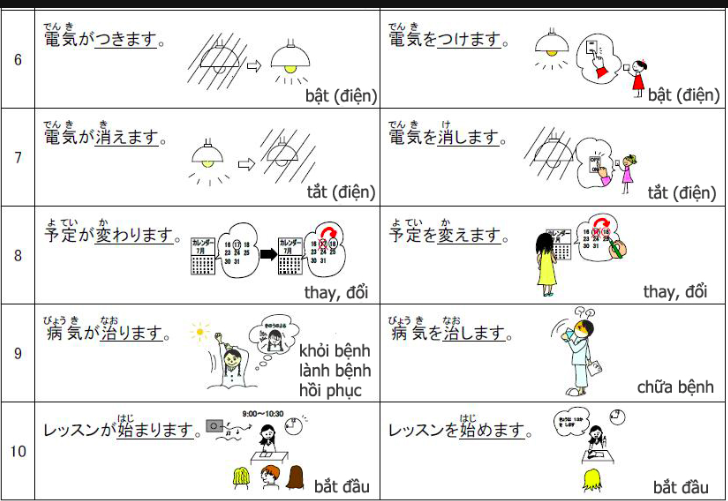 6
でん き
電気がつきます。
bật (điện)
でん き
電気をつけます。
bật (điện)
7
でん き き
電気が消えます。
tắt (điện)
でん き け
電気を消します。
OFF
ON
tắt (điện)
8
よ てい か
予定が変わります。
カレンダー
7月
16 17 18
23 24 25
30 31
カレンダー
7月
16 17 18
23 24 25
30 31
thay, đổi
よ てい か
予定を変えます。
16 17 18
thay, đổi
9
びょう き なお
病気が治ります。
khỏi bệnh
lành bệnh
hồi phục
びょう き なお
病気を治します。
chữa bệnh
10
はじ
レッスンが始まります。
9:00～10:30
bắt đầu
はじ
レッスンを始めます。
bắt đầu